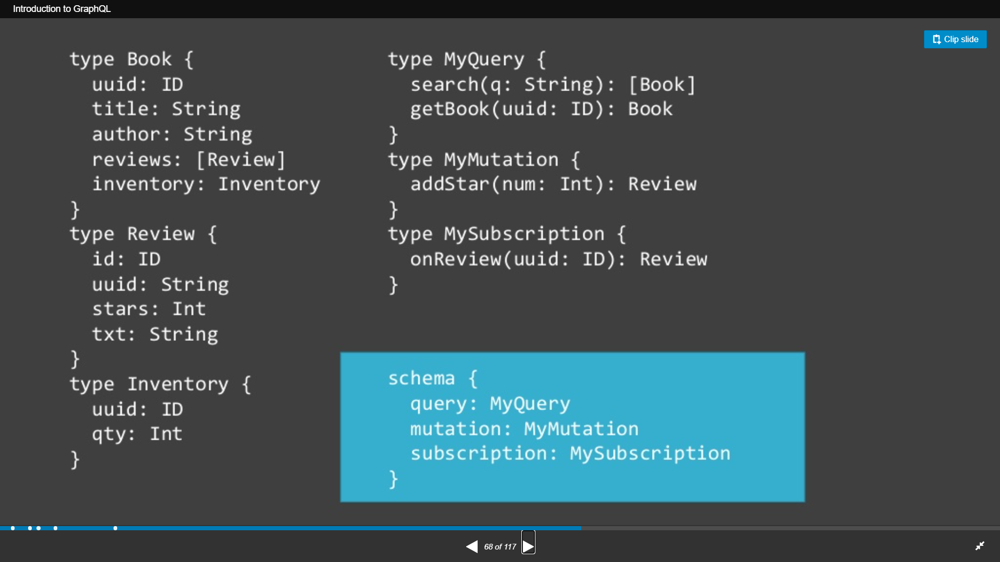 Introduction to GraphQL
Clip slide
type Book {
  uuid: ID
  title: String
  author: String
  reviews: [Review]
  inventory: Inventory
}
type Review {
  id: ID
  uuid: String
  stars: Int
  txt: String
}
type Inventory {
  uuid: ID
  qty: Int
}
type MyQuery {
  search(q: String): [Book]
  getBook(uuid: ID): Book
}
type MyMutation {
  addStar(num: Int): Review
}
type MySubscription {
  onReview(uuid: ID): Review
}
schema {
  query: MyQuery
  mutation: MyMutation
  subscription: MySubscription
}
68 of 117